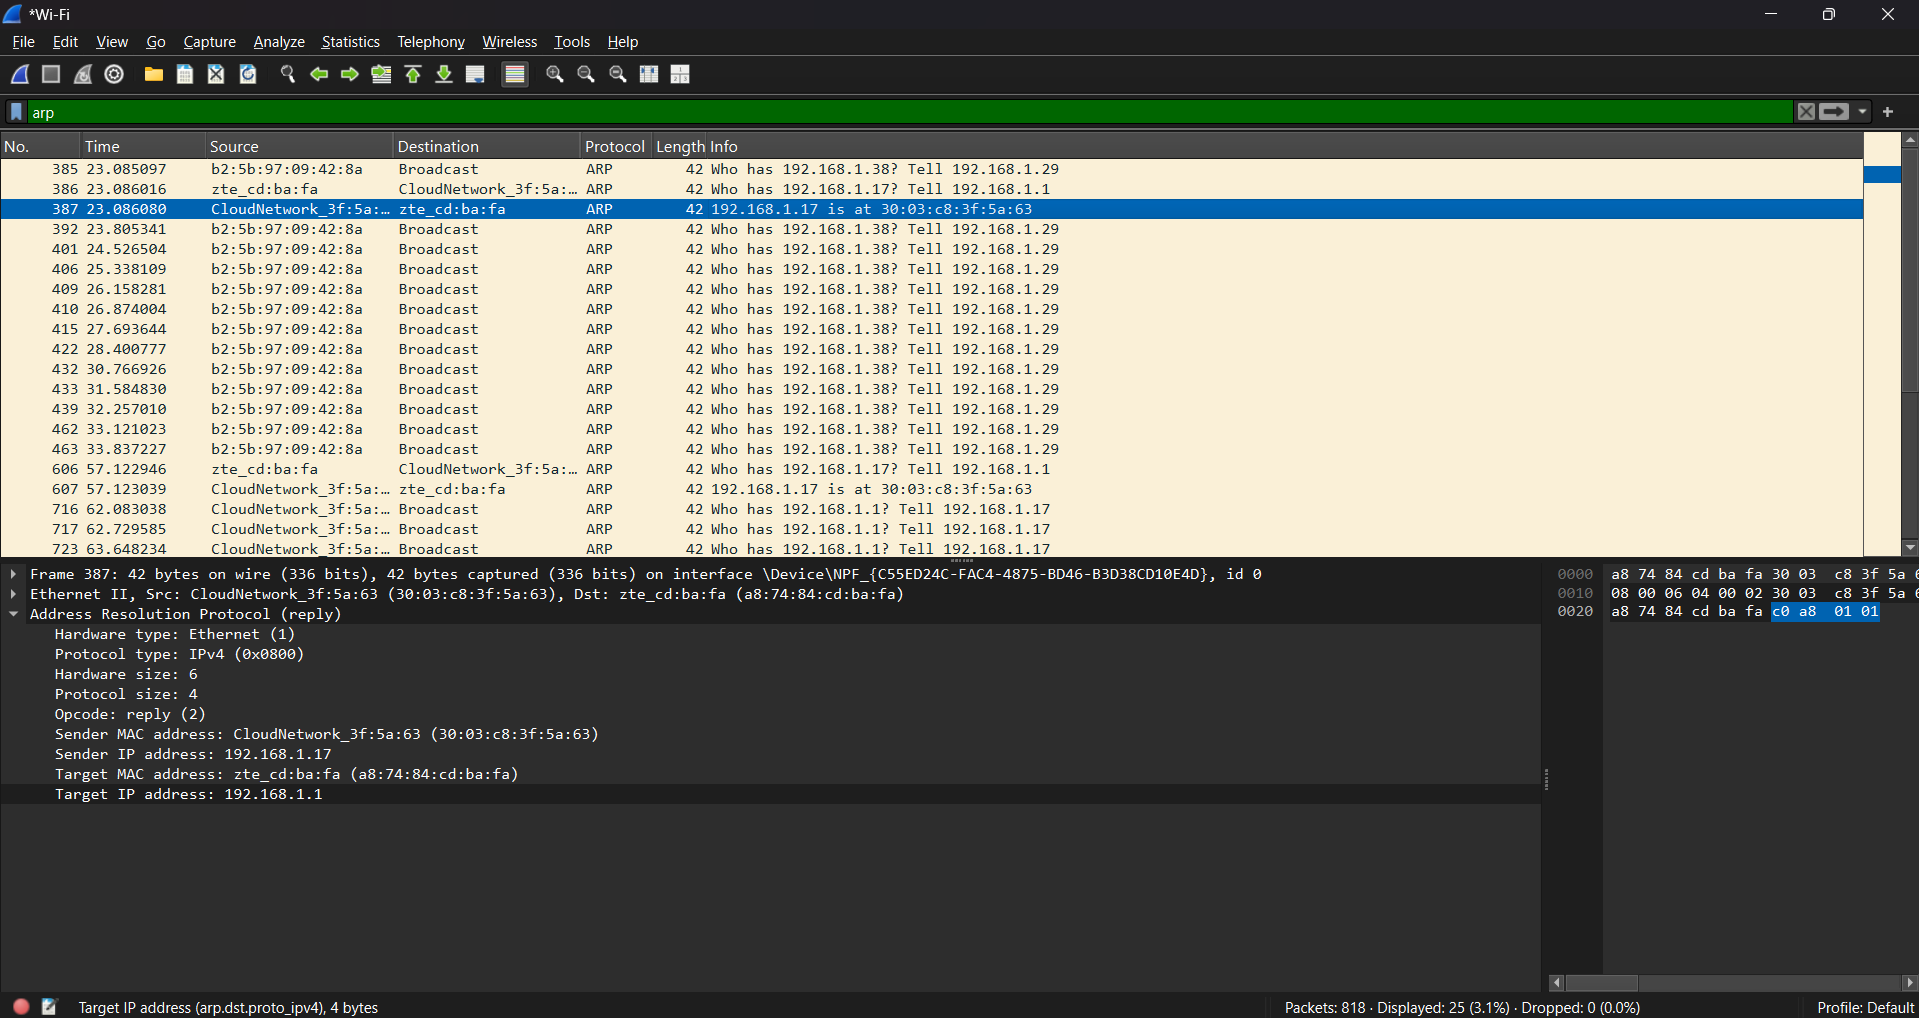 *Wi-Fi
File Edit View Go Capture Analyze Statistics Telephony Wireless Tools Help
arp
No. Time Source Destination Protocol Length Info
385 23.085097 b2:5b:97:09:42:8a Broadcast ARP 42 Who has 192.168.1.38? Tell 192.168.1.29
386 23.086016 zte_cd:ba:fa CloudNetwork_3f:5a:… ARP 42 Who has 192.168.1.17? Tell 192.168.1.1
387 23.086080 CloudNetwork_3f:5a:… zte_cd:ba:fa ARP 42 192.168.1.17 is at 30:03:c8:3f:5a:63
392 23.805341 b2:5b:97:09:42:8a Broadcast ARP 42 Who has 192.168.1.38? Tell 192.168.1.29
401 24.526504 b2:5b:97:09:42:8a Broadcast ARP 42 Who has 192.168.1.38? Tell 192.168.1.29
406 25.338109 b2:5b:97:09:42:8a Broadcast ARP 42 Who has 192.168.1.38? Tell 192.168.1.29
409 26.158281 b2:5b:97:09:42:8a Broadcast ARP 42 Who has 192.168.1.38? Tell 192.168.1.29
410 26.874004 b2:5b:97:09:42:8a Broadcast ARP 42 Who has 192.168.1.38? Tell 192.168.1.29
415 27.693644 b2:5b:97:09:42:8a Broadcast ARP 42 Who has 192.168.1.38? Tell 192.168.1.29
422 28.400777 b2:5b:97:09:42:8a Broadcast ARP 42 Who has 192.168.1.38? Tell 192.168.1.29
432 30.766926 b2:5b:97:09:42:8a Broadcast ARP 42 Who has 192.168.1.38? Tell 192.168.1.29
433 31.584830 b2:5b:97:09:42:8a Broadcast ARP 42 Who has 192.168.1.38? Tell 192.168.1.29
439 32.257010 b2:5b:97:09:42:8a Broadcast ARP 42 Who has 192.168.1.38? Tell 192.168.1.29
462 33.121023 b2:5b:97:09:42:8a Broadcast ARP 42 Who has 192.168.1.38? Tell 192.168.1.29
463 33.837227 b2:5b:97:09:42:8a Broadcast ARP 42 Who has 192.168.1.38? Tell 192.168.1.29
606 57.122946 zte_cd:ba:fa CloudNetwork_3f:5a:… ARP 42 Who has 192.168.1.17? Tell 192.168.1.1
607 57.123039 CloudNetwork_3f:5a:… zte_cd:ba:fa ARP 42 192.168.1.17 is at 30:03:c8:3f:5a:63
716 62.083038 CloudNetwork_3f:5a:… Broadcast ARP 42 Who has 192.168.1.1? Tell 192.168.1.17
717 62.729585 CloudNetwork_3f:5a:… Broadcast ARP 42 Who has 192.168.1.1? Tell 192.168.1.17
723 63.648234 CloudNetwork_3f:5a:… Broadcast ARP 42 Who has 192.168.1.1? Tell 192.168.1.17
Frame 387: 42 bytes on wire (336 bits), 42 bytes captured (336 bits) on interface \Device\NPF_{C55ED24C-FAC4-4875-BD46-B3D38CD10E4D}, id 0
Ethernet II, Src: CloudNetwork_3f:5a:63 (30:03:c8:3f:5a:63), Dst: zte_cd:ba:fa (a8:74:84:cd:ba:fa)
Address Resolution Protocol (reply)
Hardware type: Ethernet (1)
Protocol type: IPv4 (0x0800)
Hardware size: 6
Protocol size: 4
Opcode: reply (2)
Sender MAC address: CloudNetwork_3f:5a:63 (30:03:c8:3f:5a:63)
Sender IP address: 192.168.1.17
Target MAC address: zte_cd:ba:fa (a8:74:84:cd:ba:fa)
Target IP address: 192.168.1.1
0000 a8 74 84 cd ba fa 30 03 c8 3f 5a
0010 08 00 06 04 00 02 30 03 c8 3f 5a
0020 a8 74 84 cd ba fa c0 a8 01 01
Target IP address (arp.dst.proto_ipv4), 4 bytes
Packets: 818 · Displayed: 25 (3.1%) · Dropped: 0 (0.0%)
Profile: Default